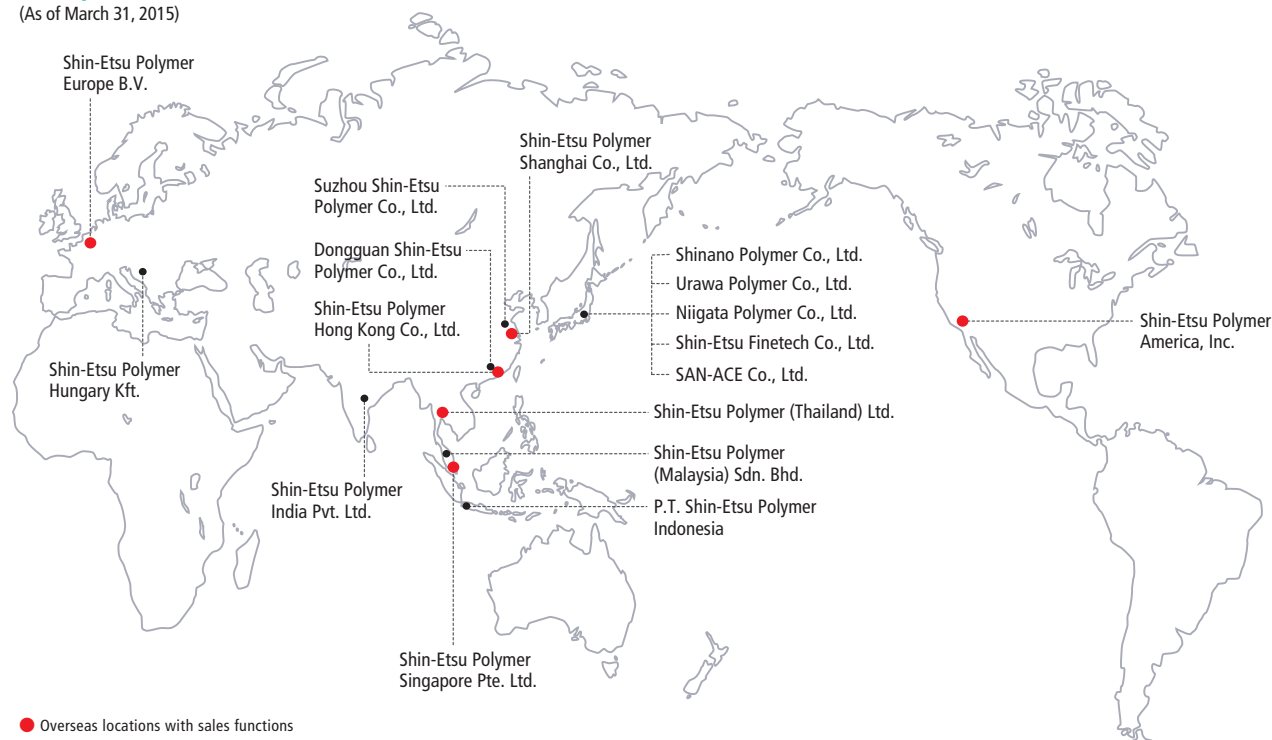 (As of March 31, 2015)
Shin-Etsu Polymer
Europe B.V.
Shin-Etsu Polymer
Shanghai Co., Ltd.
Suzhou Shin-Etsu
Polymer Co., Ltd.
Dongguan Shin-Etsu
Polymer Co., Ltd.
Shin-Etsu Polymer
Hong Kong Co., Ltd.
Shinano Polymer Co., Ltd.
Urawa Polymer Co., Ltd.
Niigata Polymer Co., Ltd.
Shin-Etsu Finetech Co., Ltd.
SAN-ACE Co., Ltd.
Shin-Etsu Polymer
America, Inc.
Shin-Etsu Polymer
Hungary Kft.
Shin-Etsu Polymer (Thailand) Ltd.
Shin-Etsu Polymer
(Malaysia) Sdn. Bhd.
Shin-Etsu Polymer
India Pvt. Ltd.
P.T. Shin-Etsu Polymer
Indonesia
Shin-Etsu Polymer
Singapore Pte. Ltd.
Overseas locations with sales functions